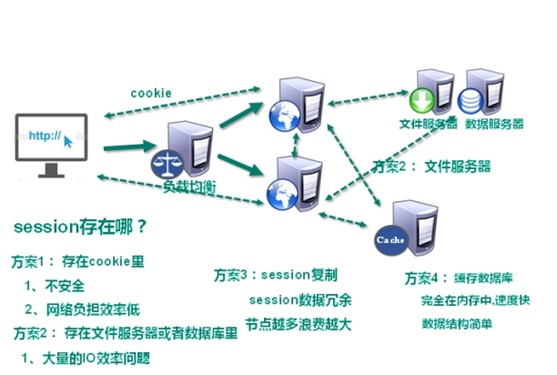 cookie
http://
负载均衡
文件服务器
数据服务器
方案2： 文件服务器
Cache
session存在哪？
方案1： 存在cookie里
1、不安全
2、网络负担效率低
方案2： 存在文件服务器或者数据库里
1、大量的IO效率问题
方案3：session复制
session数据冗余
节点越多浪费越大
方案4： 缓存数据库
完全在内存中,速度快
数据结构简单